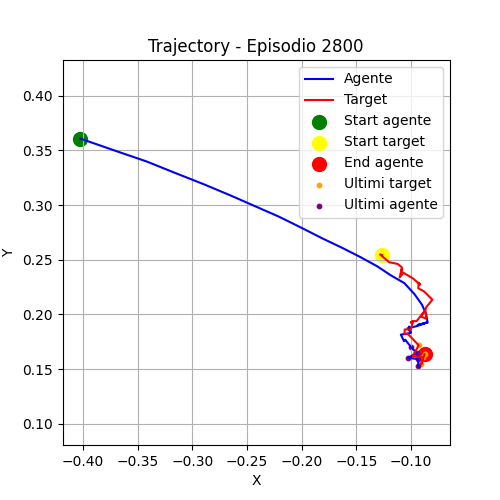 Trajectory - Episodio 2800
Agente
Target
Start agente
Start target
End agente
Ultimi target
Ultimi agente
0.40
0.35
0.30
0.25
0.20
0.15
0.10
Y
−0.40 −0.35 −0.30 −0.25 −0.20 −0.15 −0.10
X